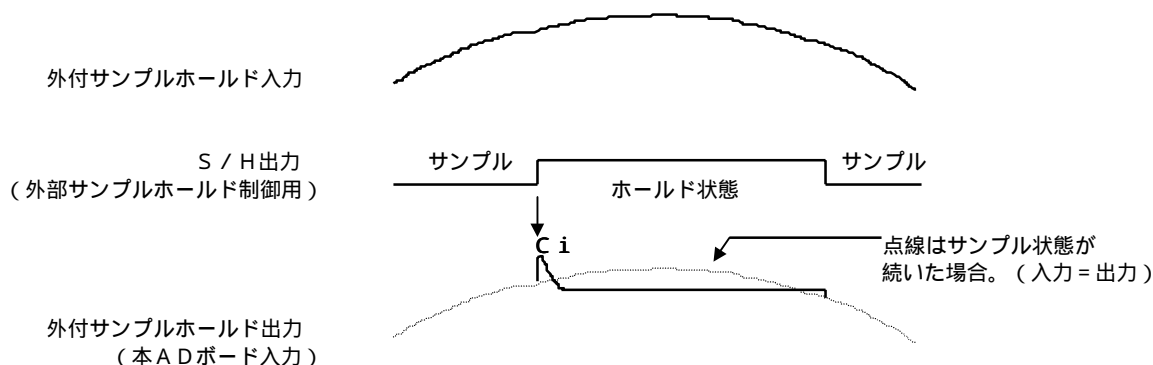 外付サンプルホールド入力
S/H出力
(外部サンプルホールド制御用)
サンプル
サンプル
ホールド状態
Ci
点線はサンプル状態が
続いた場合。(入力=出力)
外付サンプルホールド出力
(本ADボード入力)